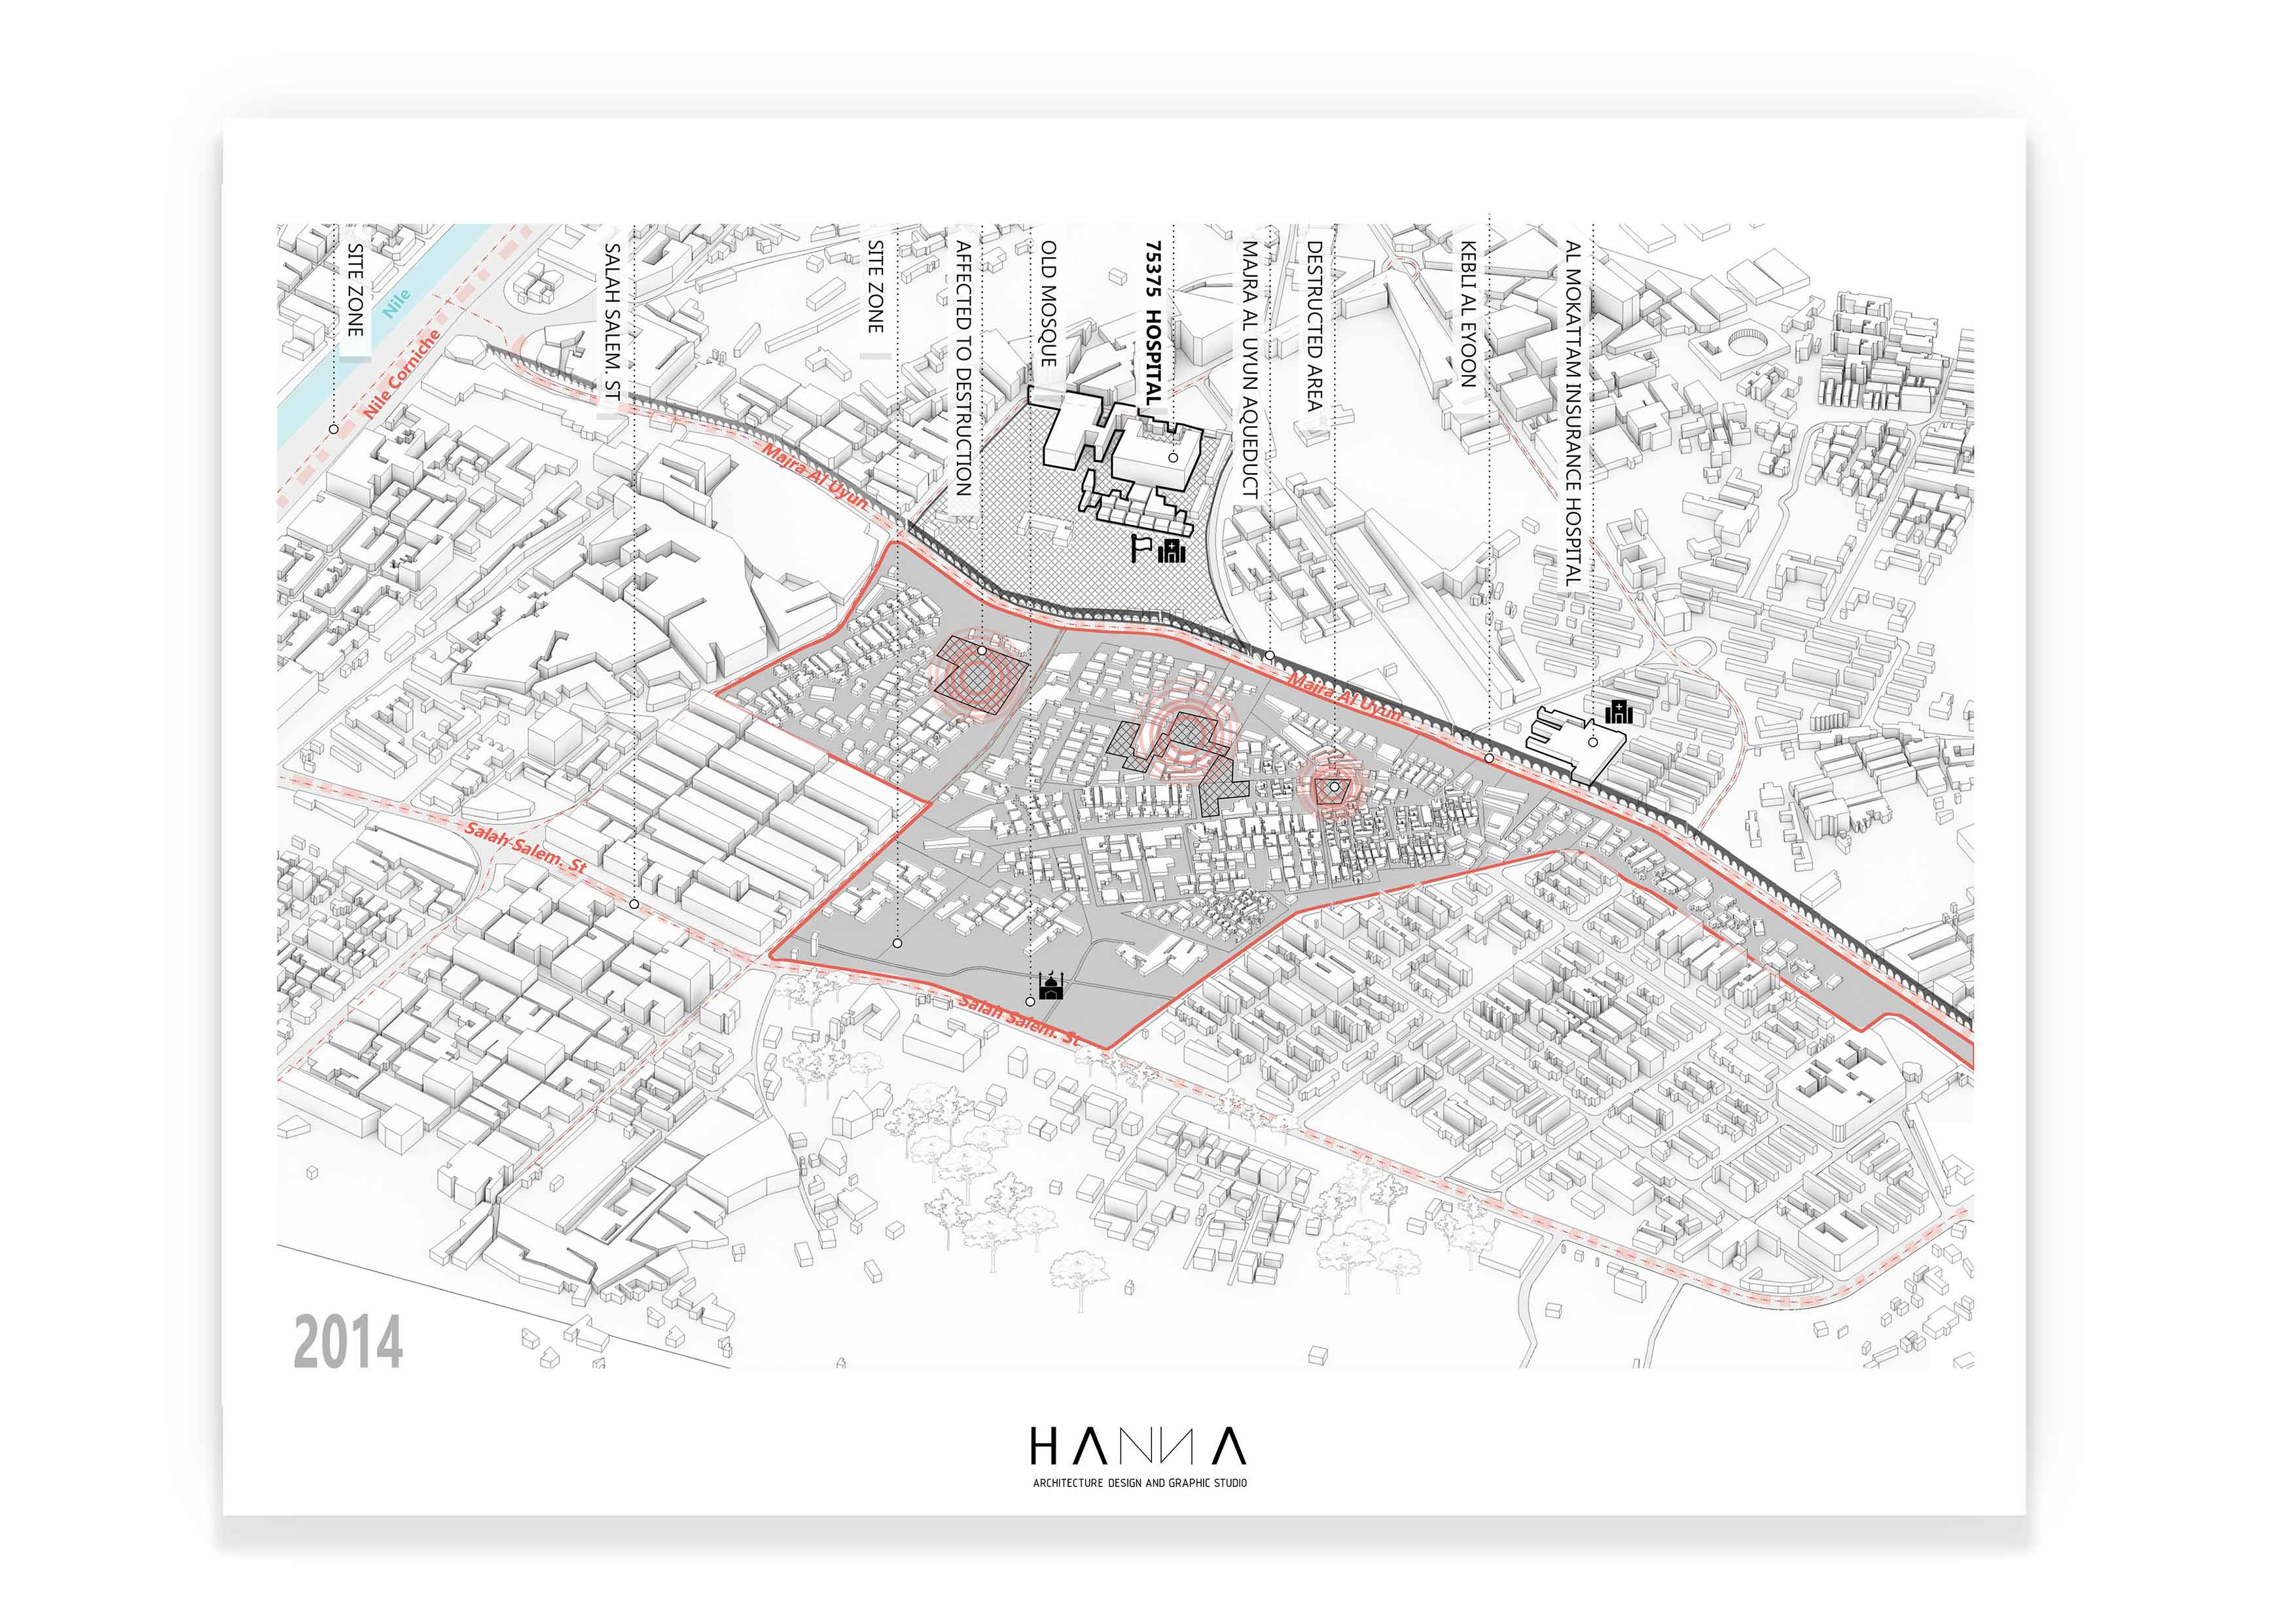 SITE ZONE
SALAH SALEM. ST
SITE ZONE
AFFECTED TO DESTRUCTION
OLD MOSQUE
75375 HOSPITAL
MAJRA AL UYUN AQUEDUCT
DESTRUCTED AREA
KEBLI AL EYOON
AL MOKATTAM INSURANCE HOSPITAL
Nile
Nile Corniche
Majra Al Uyun
Majra Al Uyun
Salah Salem. St
Salah Salem. St
2014
HANNA
ARCHITECTURE DESIGN AND GRAPHIC STUDIO